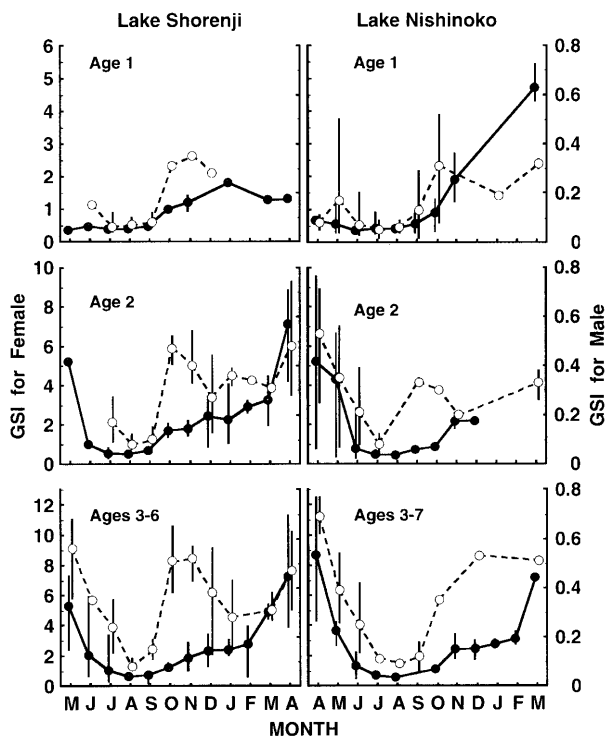 Lake Shorenji Lake Nishinoko
6 Age 1 Age 1 0.8
5
4 0.6
3 0.4
2
1 0.2
0 0
10 Age 2 Age 2 0.8
8
6 0.6
4 0.4
2 0.2
0 0
GSI for Female GSI for Male
12 Ages 3-6 Ages 3-7 0.8
10
8 0.6
6 0.4
4
2 0.2
0 0
M J J A S O N D J F M A A M J J A S O N D J F M
MONTH